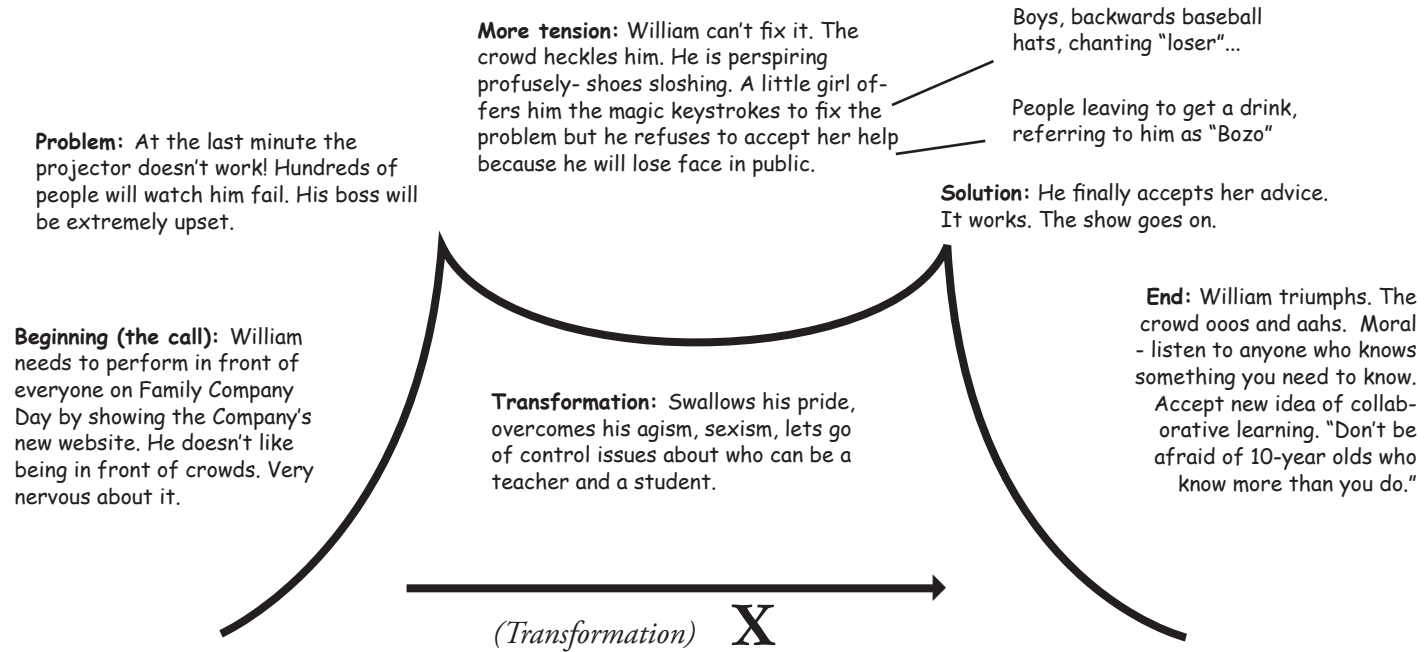 Problem: At the last minute the
projector doesn't work! Hundreds of
people will watch him fail. His boss will
be extremely upset.
More tension: William can't fix it. The
crowd heckles him. He is perspiring
profusely- shoes sloshing. A little girl of-
fers him the magic keystrokes to fix the
problem but he refuses to accept her help
because he will lose face in public.
Boys, backwards baseball
hats, chanting "loser"...
People leaving to get a drink,
referring to him as "Bozo"
Solution: He finally accepts her advice.
It works. The show goes on.
Beginning (the call): William
needs to perform in front of
everyone on Family Company
Day by showing the Company's
new website. He doesn't like
being in front of crowds. Very
nervous about it.
Transformation: Swallows his pride,
overcomes his agism, sexism, lets go
of control issues about who can be a
teacher and a student.
End: William triumphs. The
crowd ooos and aahs. Moral
- listen to anyone who knows
something you need to know.
Accept new idea of collab-
orative learning. "Don't be
afraid of 10-year olds who
know more than you do."
(Transformation) X